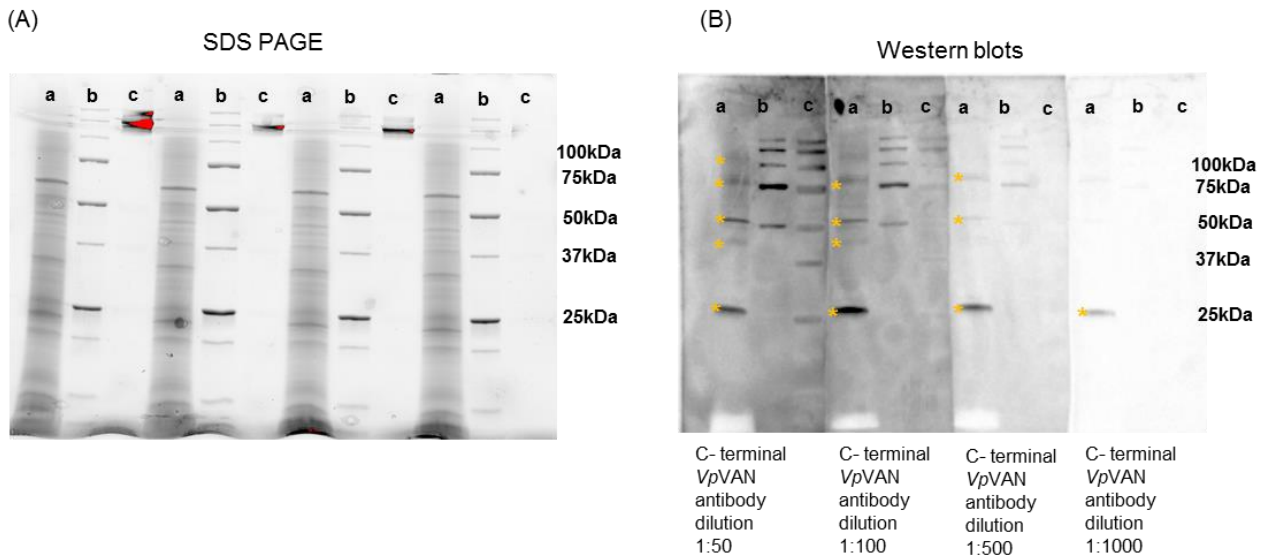 (A)
SDS PAGE
a b c a b c a b c a b c
100kDa
75kDa
50kDa
37kDa
25kDa
(B)
Western blots
a b c a b c a b c a b c
* * * * * * * * * * * * *
100kDa
75kDa
50kDa
37kDa
25kDa
C- terminal
VpVAN
antibody
dilution
1:50
C- terminal
VpVAN
antibody
dilution
1:100
C- terminal
VpVAN
antibody
dilution
1:500
C- terminal
VpVAN
antibody
dilution
1:1000